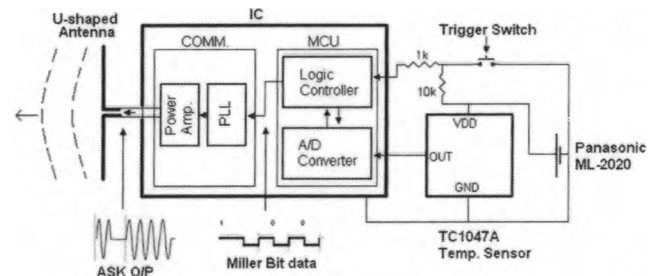 IC
U-shaped
Antenna
COMM.
MCU
Trigger Switch
1k
10k
Logic
Controller
Power
Amp.
PLL
A/D
Converter
VDD
OUT
GND
Panasonic
ML-2020
TC1047A
Temp. Sensor
1 0 0
ASK O/P
Miller Bit data